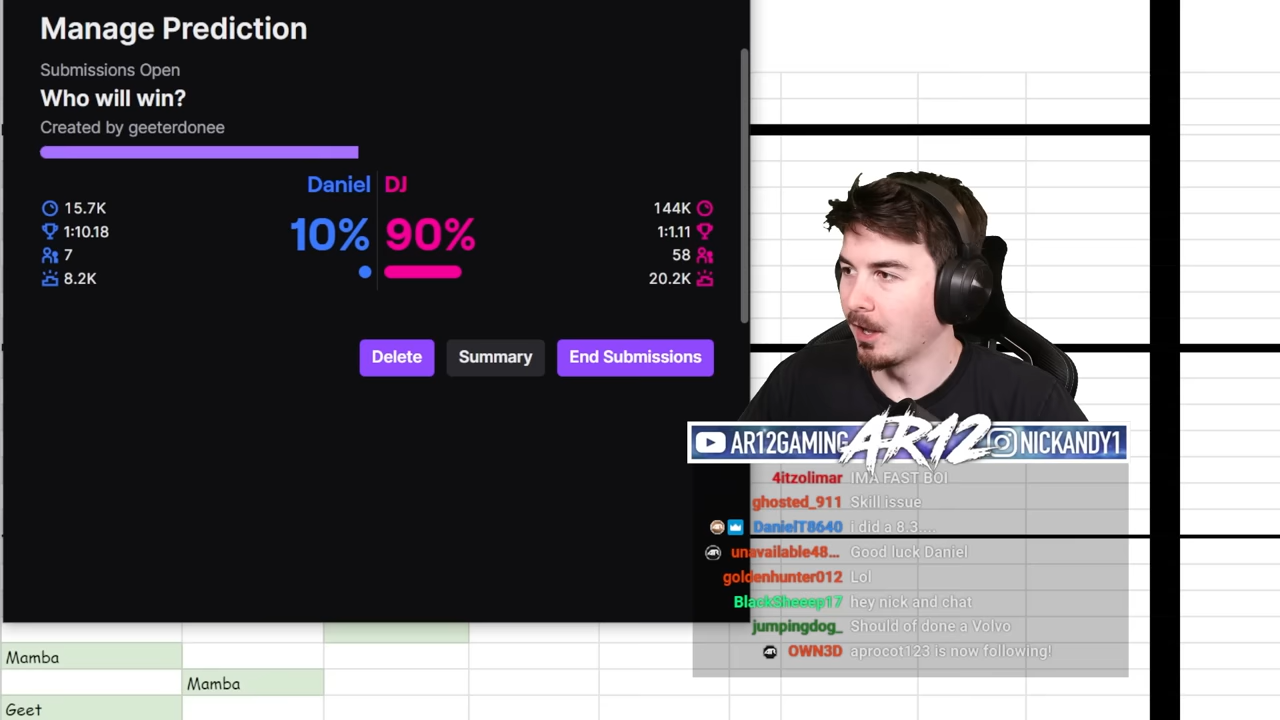 Manage Prediction
Submissions Open
Who will win?
Created by geeterdonee
Daniel DJ
15.7K 144K
1:10.18 10% 90% 1:1.11
7 58
8.2K 20.2K
Delete Summary End Submissions
AR12GAMING AR12 NICKANDY1
4itzolimar IMA FAST BOI
ghosted_911 Skill issue
DanielT8640 i did a 8.3....
unavailable48... Good luck Daniel
goldenhunter012 Lol
BlackSheeep17 hey nick and chat
jumpingdog_ Should of done a Volvo
OWN3D aprocot123 is now following!
Mamba
Mamba
Geet